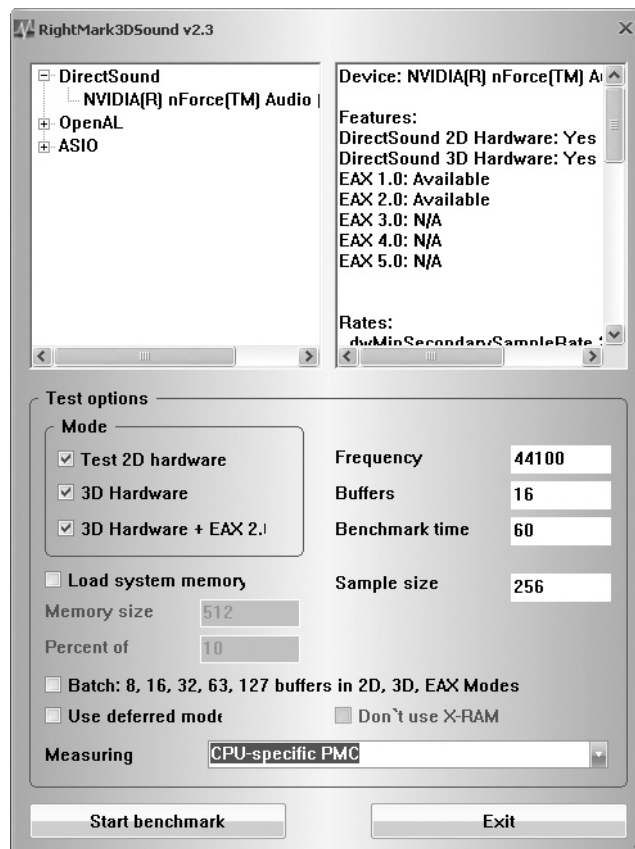 RightMark3DSound v2.3
DirectSound
NVIDIA(R) nForce(TM) Audio
OpenAL
ASIO
Device: NVIDIA(R) nForce(TM) Au
Features:
DirectSound 2D Hardware: Yes
DirectSound 3D Hardware: Yes
EAX 1.0: Available
EAX 2.0: Available
EAX 3.0: N/A
EAX 4.0: N/A
EAX 5.0: N/A
Rates:
dwMinSecondarySampleRate
Test options
Mode
Test 2D hardware
3D Hardware
3D Hardware + EAX 2.
Frequency 44100
Buffers 16
Benchmark time 60
Sample size 256
Load system memory
Memory size 512
Percent of 10
Batch: 8, 16, 32, 63, 127 buffers in 2D, 3D, EAX Modes
Use deferred mode
Don`t use X-RAM
Measuring CPU-specific PMC
Start benchmark
Exit